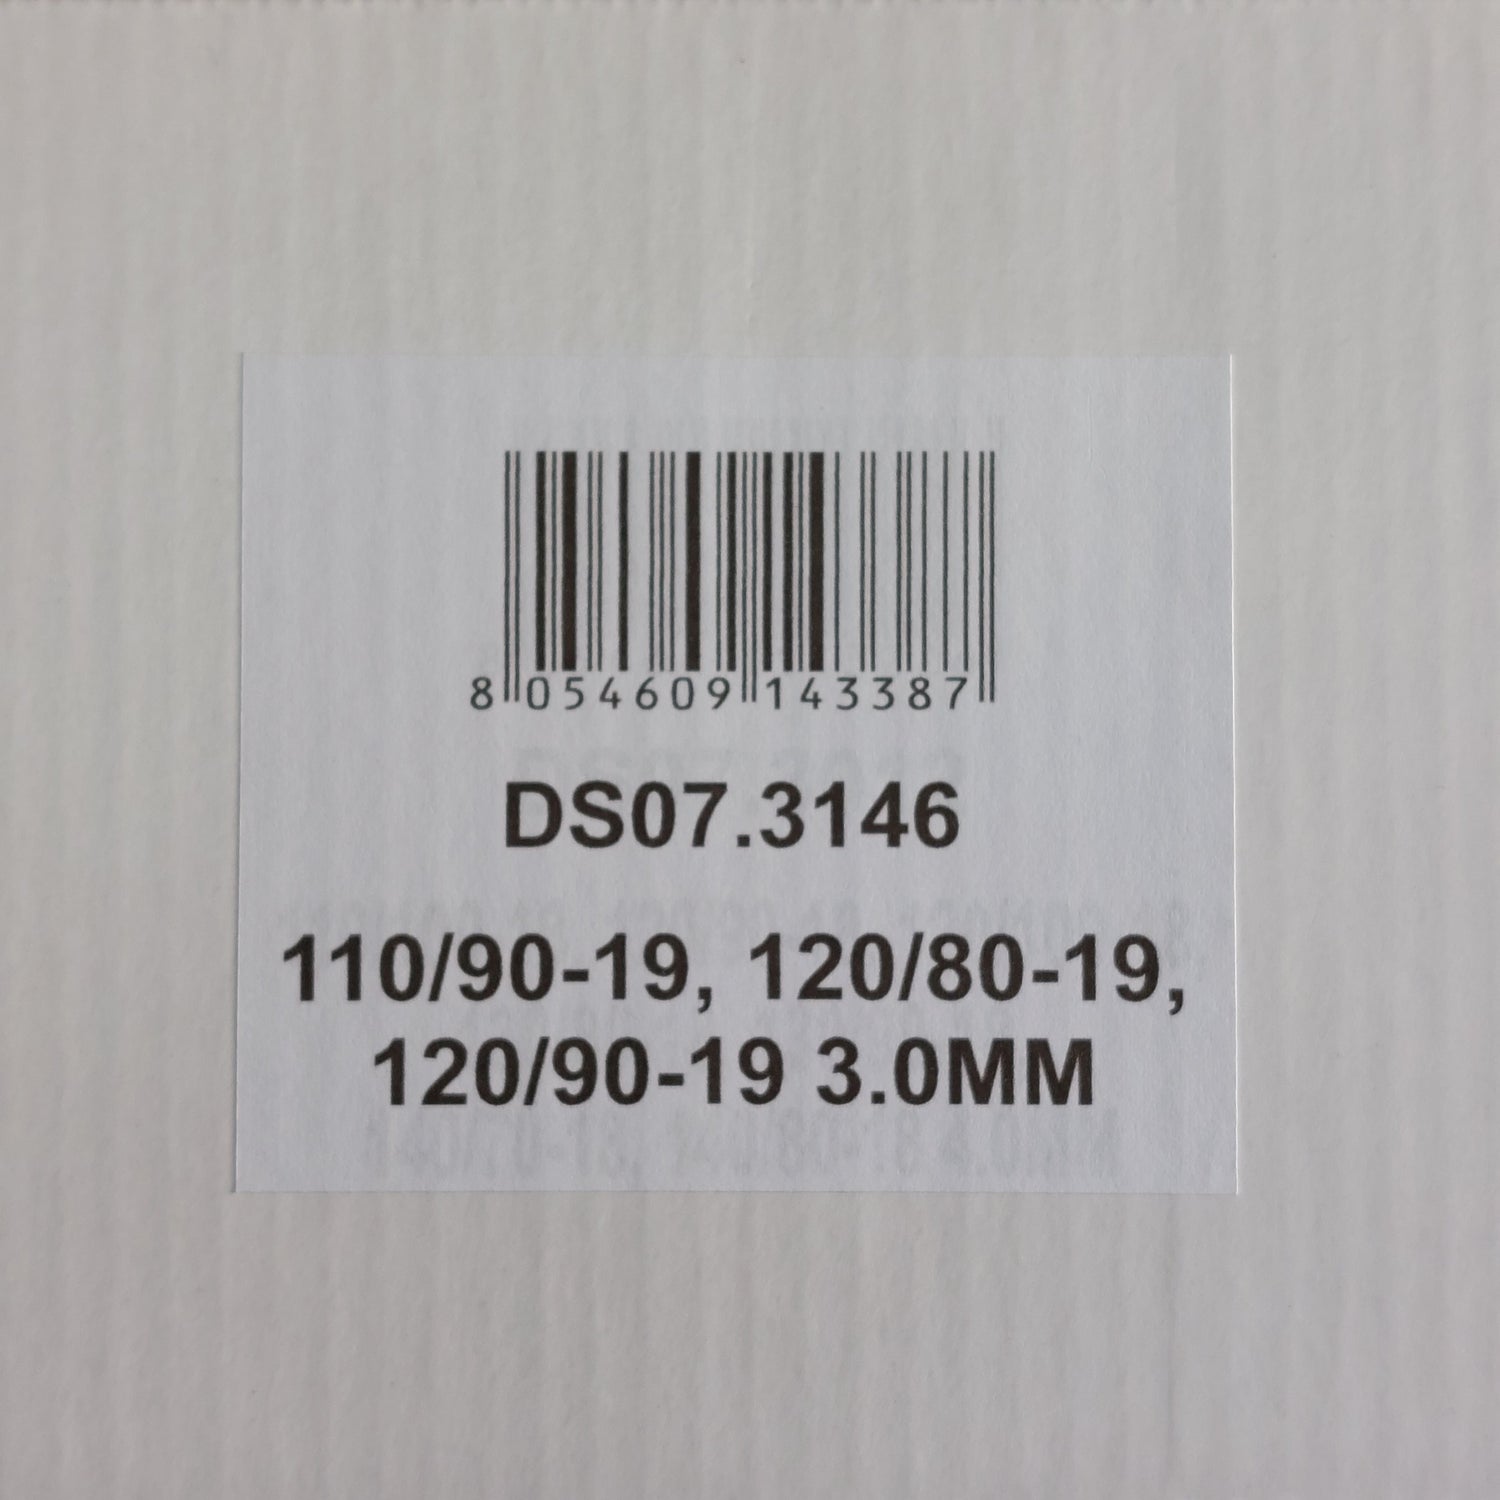 8 054609 143387
DS07.3146
110/90-19, 120/80-19,
120/90-19 3.0MM